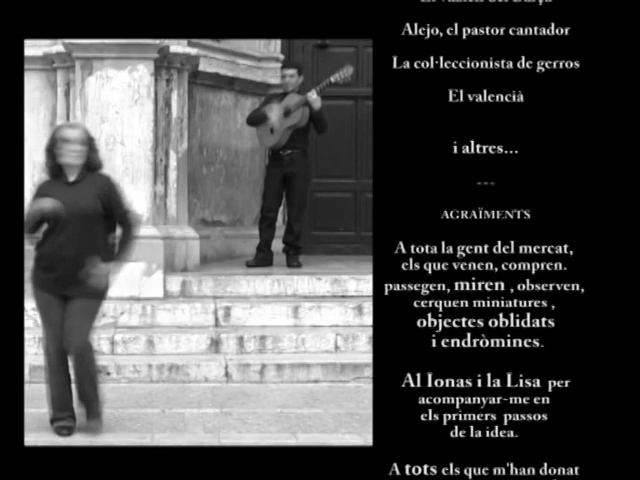 Alejo, el pastor cantador
La col·leccionista de gerros
El valencià
i altres...
---
AGRAÏMENTS
A tota la gent del mercat,
els que venen, compren.
passegen, miren , observen,
cerquen miniatures ,
objectes oblidats
i endròmines.
Al Ionas i la Lisa per
acompanyar-me en
els primers passos
de la idea.
A tots els que m'han donat